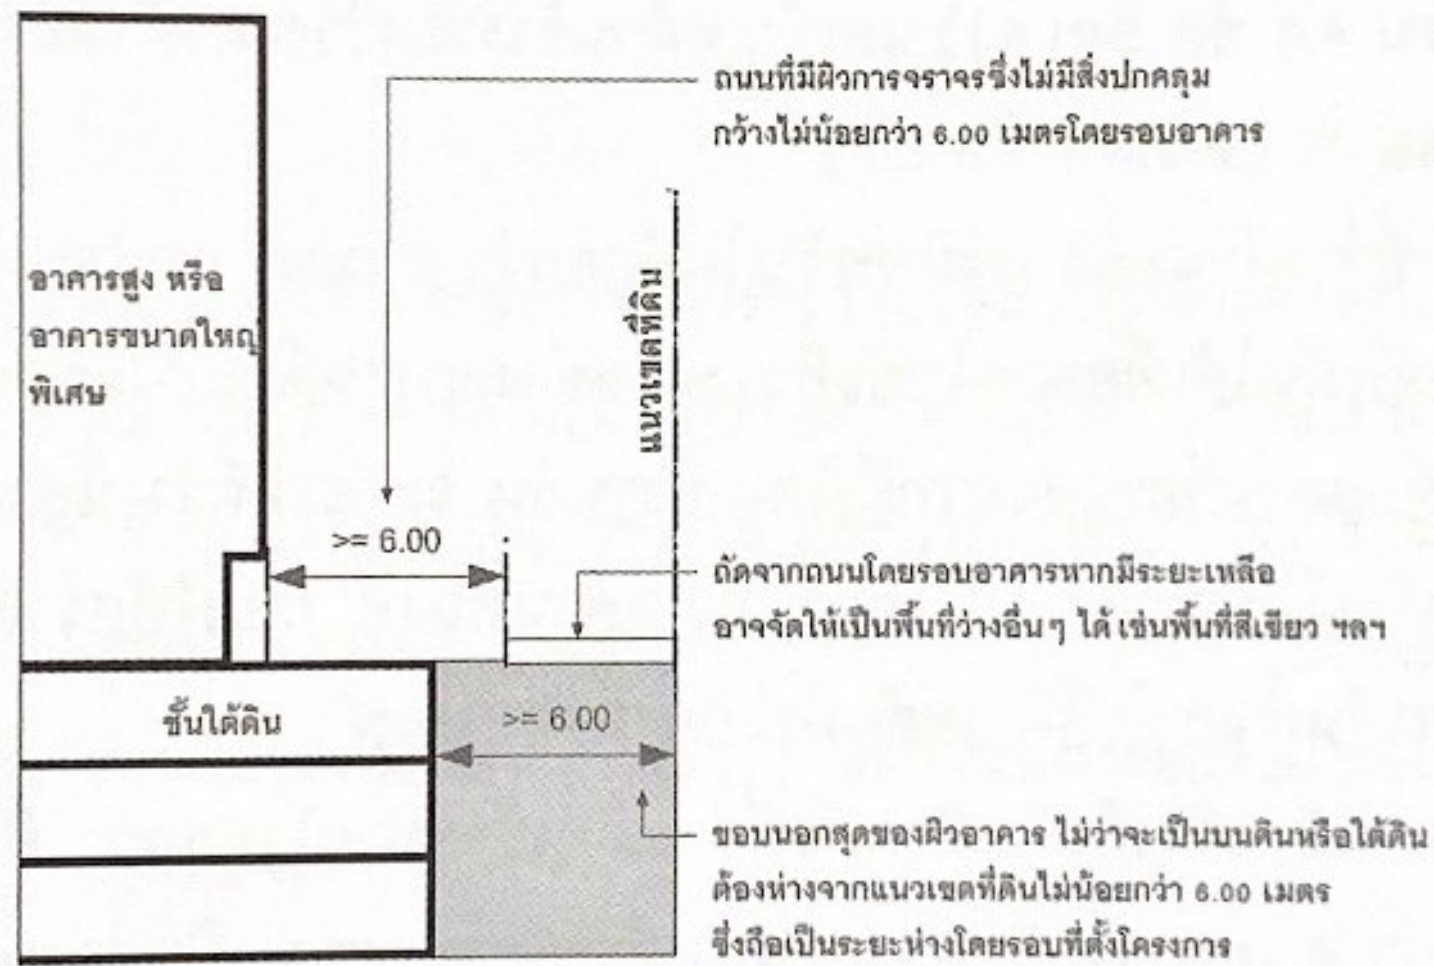 ถนนที่มีผิวการจราจรซึ่งไม่มีสิ่งปกคลุม
กว้างไม่น้อยกว่า 6.00 เมตรโดยรอบอาคาร
อาคารสูง หรือ
อาคารขนาดใหญ่
พิเศษ
แนวเขตที่ดิน
>= 6.00
ถัดจากถนนโดยรอบอาคารหากมีระยะเหลือ
อาจจัดให้เป็นพื้นที่ว่างอื่นๆ ได้ เช่นพื้นที่สีเขียว ฯลฯ
ชั้นใต้ดิน
>= 6 00
ขอบนอกสุดของผิวอาคาร ไม่ว่าจะเป็นบนดินหรือใต้ดิน
ต้องห่างจากแนวเขตที่ดินไม่น้อยกว่า 6.00 เมตร
ซึ่งถือเป็นระยะห่างโดยรอบที่ตั้งโครงการ